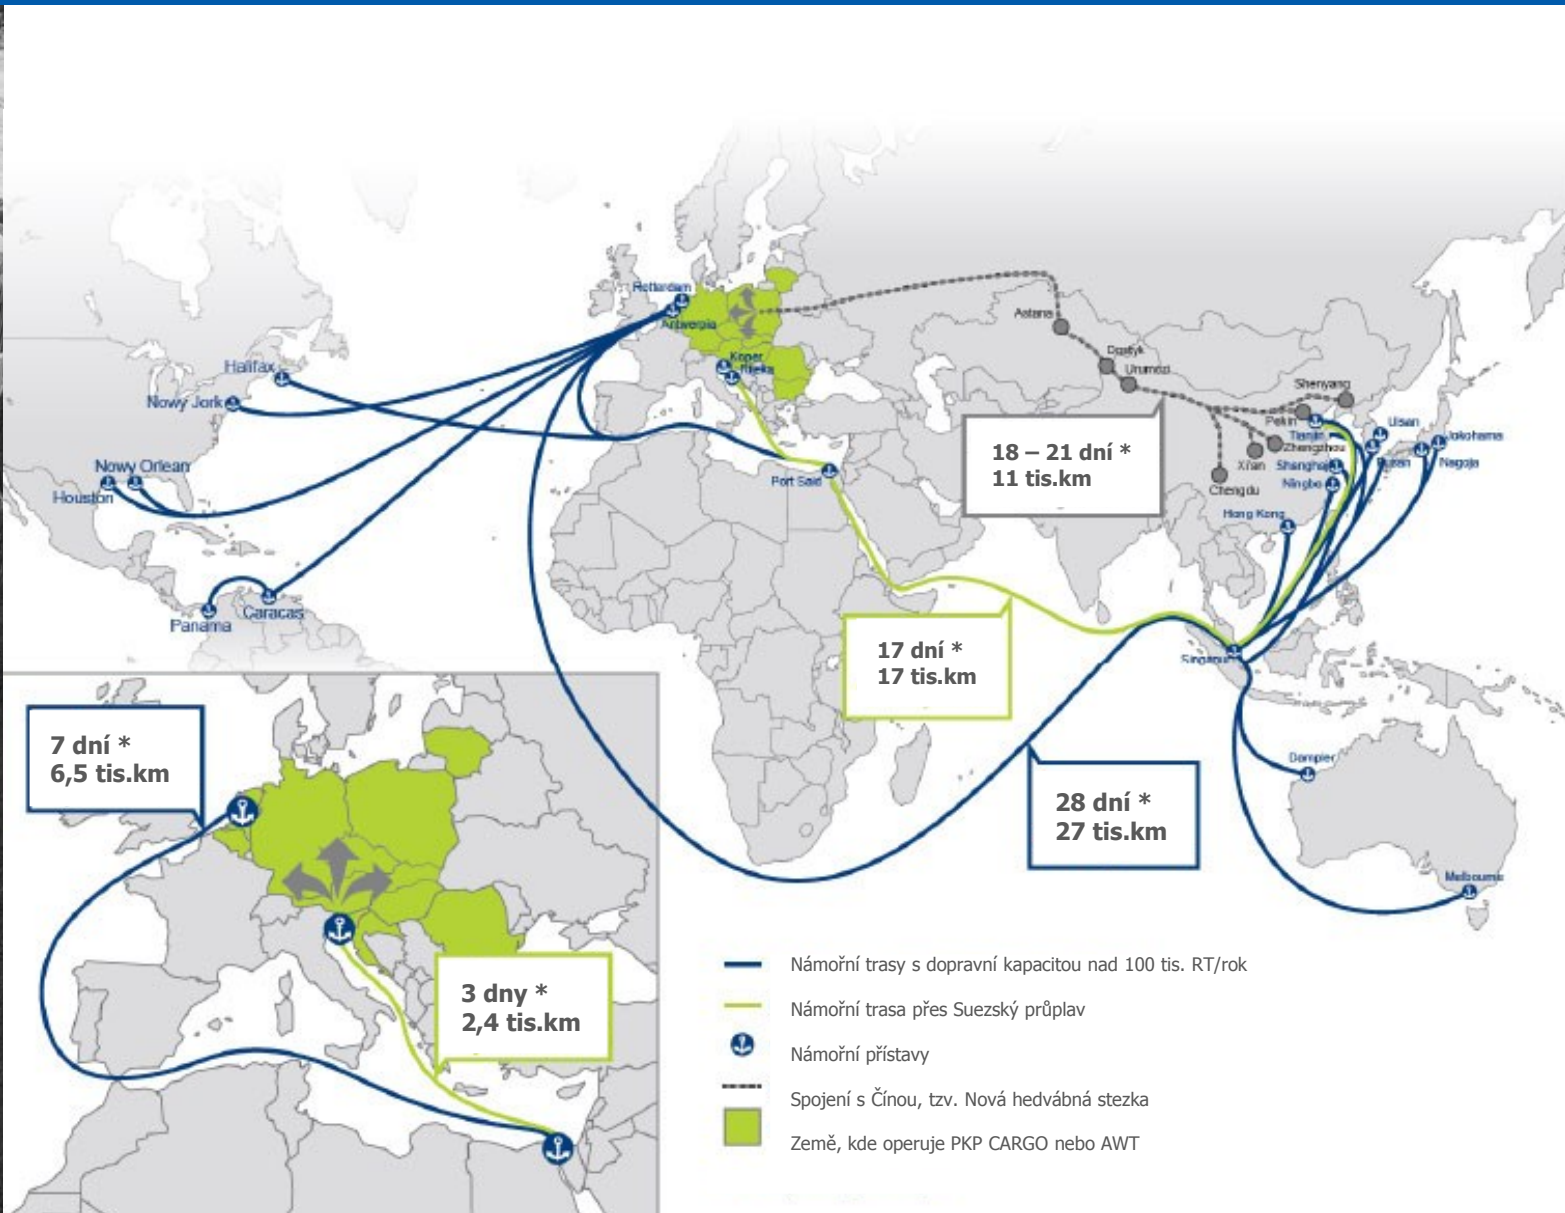 Rotterdam
Antwerpia
Koper
Rijeka
Halifax
Nowy Jork
Nowy Orlean
Houston
Panama
Caracas
Port Said
Astana
Dostyk
Urumczi
Shenyang
Pekin
Tianjin
Zhengzhou
Xi'an
Chengdu
Shanghaj
Ningbo
Hong Kong
Ulsan
Busan
Jokohama
Nagoja
Singapur
Dampier
Melbourne
18 – 21 dní *
11 tis.km
17 dní *
17 tis.km
28 dní *
27 tis.km
7 dní *
6,5 tis.km
3 dny *
2,4 tis.km
Námořní trasy s dopravní kapacitou nad 100 tis. RT/rok
Námořní trasa přes Suezský průplav
Námořní přístavy
Spojení s Čínou, tzv. Nová hedvábná stezka
Země, kde operuje PKP CARGO nebo AWT